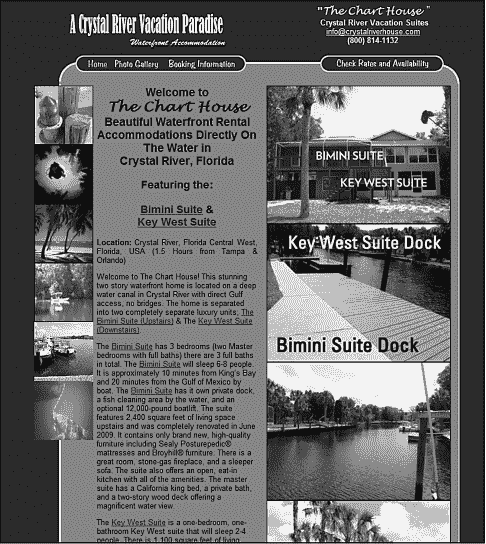 A Crystal River Vacation Paradise
Waterfront Accommodation
"The Chart House"
Crystal River Vacation Suites
info@crystalriverhouse.com
(800) 814-1132
Home Photo Gallery Booking Information
Check Rates and Availability
Welcome to
The Chart House
Beautiful Waterfront Rental
Accommodations Directly On
The Water in
Crystal River, Florida
Featuring the:
Bimini Suite &
Key West Suite
Location: Crystal River, Florida Central West,
Florida, USA (1.5 Hours from Tampa &
Orlando)
Welcome to The Chart House! This stunning
two story waterfront home is located on a deep
water canal in Crystal River with direct Gulf
access, no bridges. The home is separated
into two completely separate luxury units; The
Bimini Suite (Upstairs) & The Key West Suite
(Downstairs)
The Bimini Suite has 3 bedrooms (two Master
bedrooms with full baths) there are 3 full baths
in total. The Bimini Suite will sleep 6-8 people.
It is approximately 10 minutes from King's Bay
and 20 minutes from the Gulf of Mexico by
boat. The Bimini Suite has it own private dock,
a fish cleaning area by the water, and an
optional 12,000-pound boatlift. The suite
features 2,400 square feet of living space
upstairs and was completely renovated in June
2009. It contains only brand new, high-quality
furniture including Sealy Posturepedic®
mattresses and Broyhill® furniture. There is a
great room, stone-gas fireplace, and a sleeper
sofa. The suite also offers an open, eat-in
kitchen with all of the amenities. The master
suite has a California king bed, a private bath,
and a two-story wood deck offering a
magnificent water view.
The Key West Suite is a one-bedroom, one-
bathroom Key West suite that will sleep 2-4
people. There is 1,100 square feet of living
BIMINI SUITE
KEY WEST SUITE
Key West Suite Dock
Bimini Suite Dock